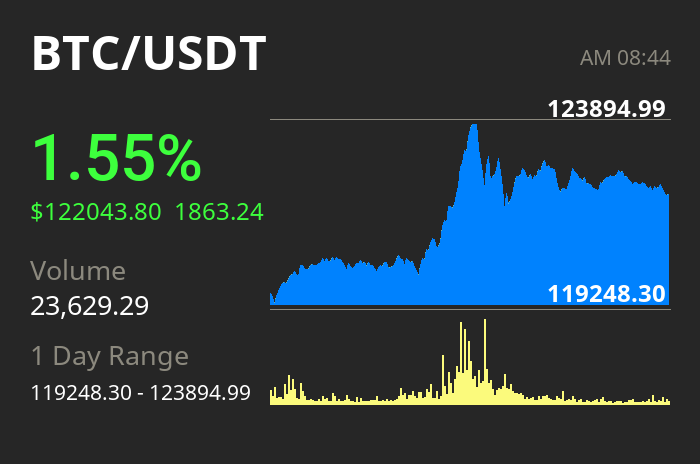 BTC/USDT
AM 08:44
123894.99
1.55%
$122043.80 1863.24
Volume
23,629.29
119248.30
1 Day Range
119248.30 - 123894.99